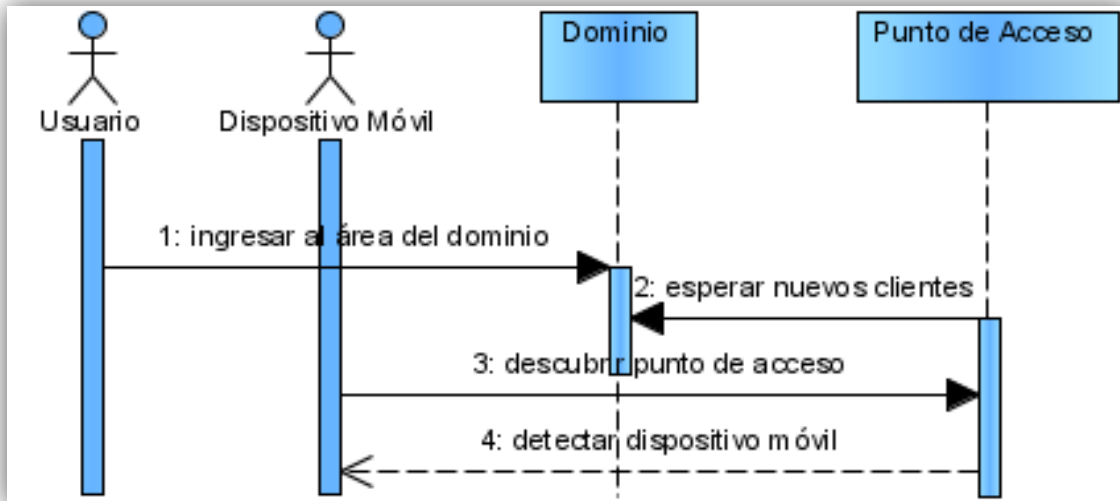 Dominio
Punto de Acceso
Usuario
Dispositivo Móvil
1: ingresar al área del dominio
2: esperar nuevos clientes
3: descubrir punto de acceso
4: detectar dispositivo móvil